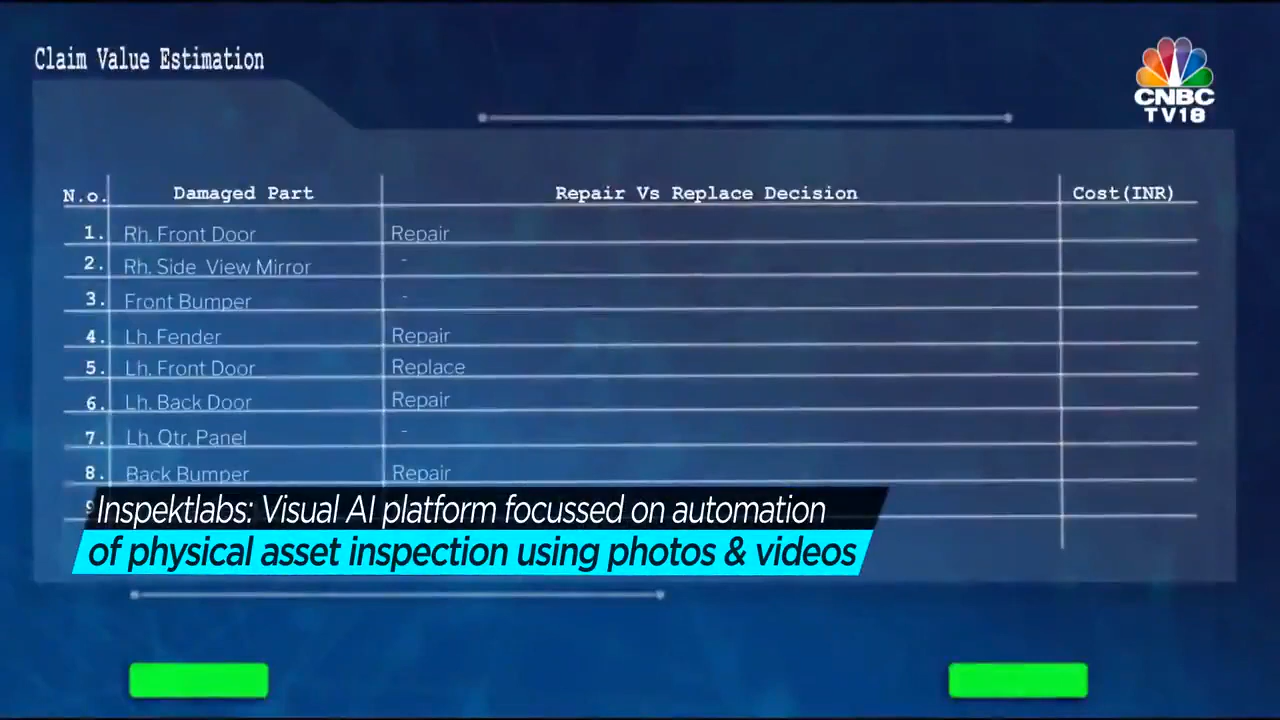 Claim Value Estimation
CNBC
TV18
N.o. Damaged Part Repair Vs Replace Decision Cost(INR)
1. Rh. Front Door Repair
2. Rh. Side View Mirror -
3. Front Bumper -
4. Lh. Fender Repair
5. Lh. Front Door Replace
6. Lh. Back Door Repair
7. Lh. Qtr. Panel -
8. Back Bumper Repair
Inspektlabs: Visual AI platform focussed on automation
of physical asset inspection using photos & videos